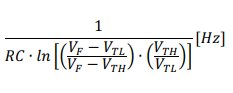 1
RC · ln [(V_F − V_TL / V_F − V_TH) · (V_TH / V_TL)] [Hz]